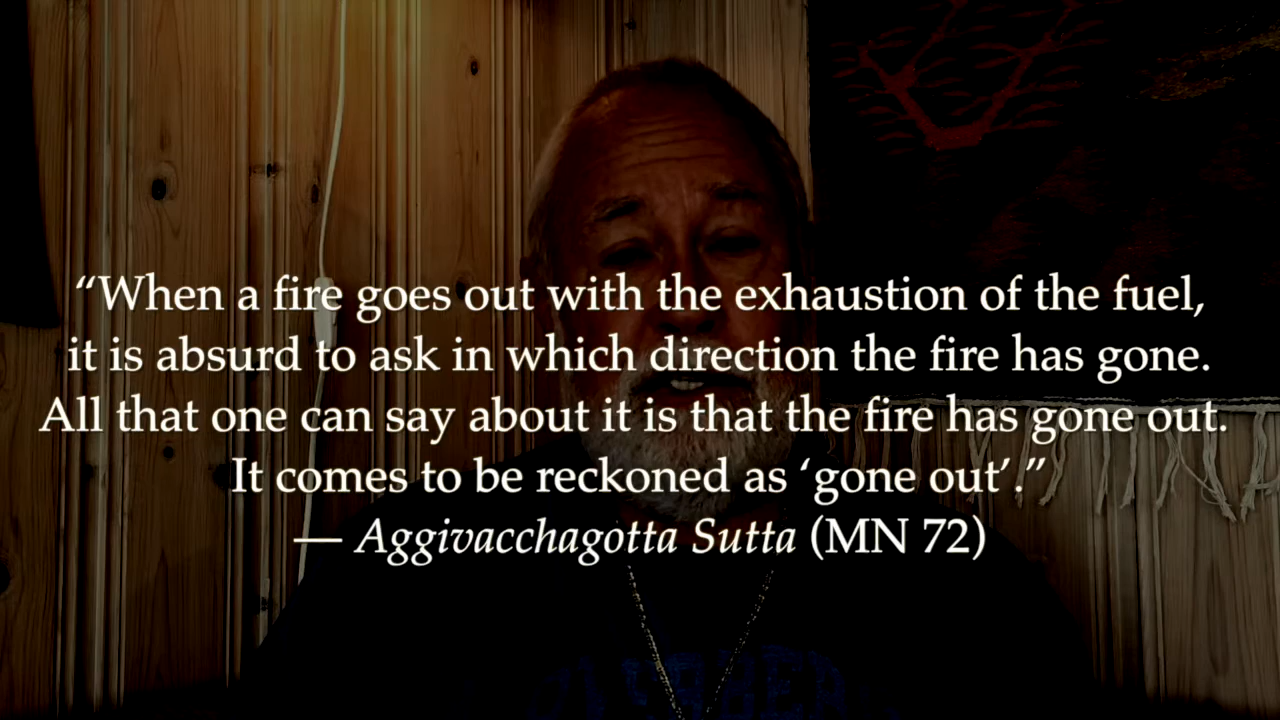 “When a fire goes out with the exhaustion of the fuel,
it is absurd to ask in which direction the fire has gone.
All that one can say about it is that the fire has gone out.
It comes to be reckoned as ‘gone out’.”
— Aggivacchagotta Sutta (MN 72)